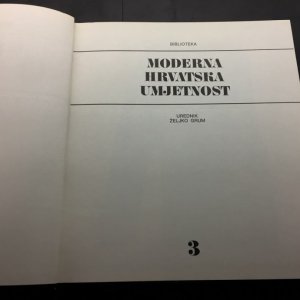 BIBLIOTEKA
MODERNA
HRVATSKA
UMJETNOST
UREDNIK
ŽELJKO GRUM
3